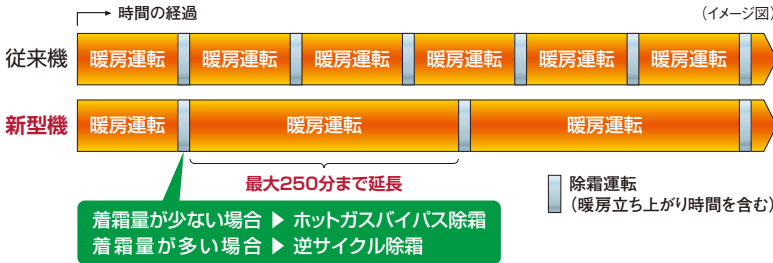 時間の経過
(イメージ図)
従来機 暖房運転 暖房運転 暖房運転 暖房運転 暖房運転 暖房運転
新型機 暖房運転 暖房運転 暖房運転
最大250分まで延長
除霜運転
(暖房立ち上がり時間を含む)
着霜量が少ない場合 ▶ ホットガスバイパス除霜
着霜量が多い場合 ▶ 逆サイクル除霜